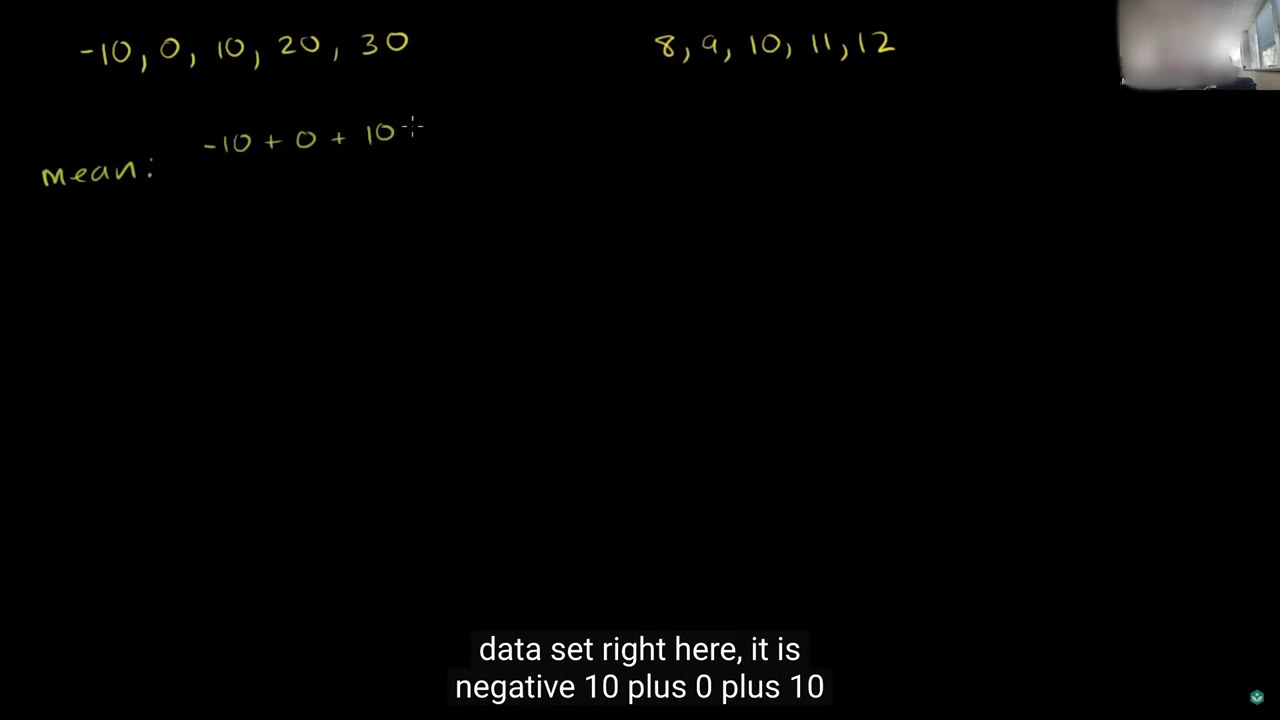 -10, 0, 10, 20, 30
8, 9, 10, 11, 12
-10 + 0 + 10 +
mean:
data set right here, it is
negative 10 plus 0 plus 10